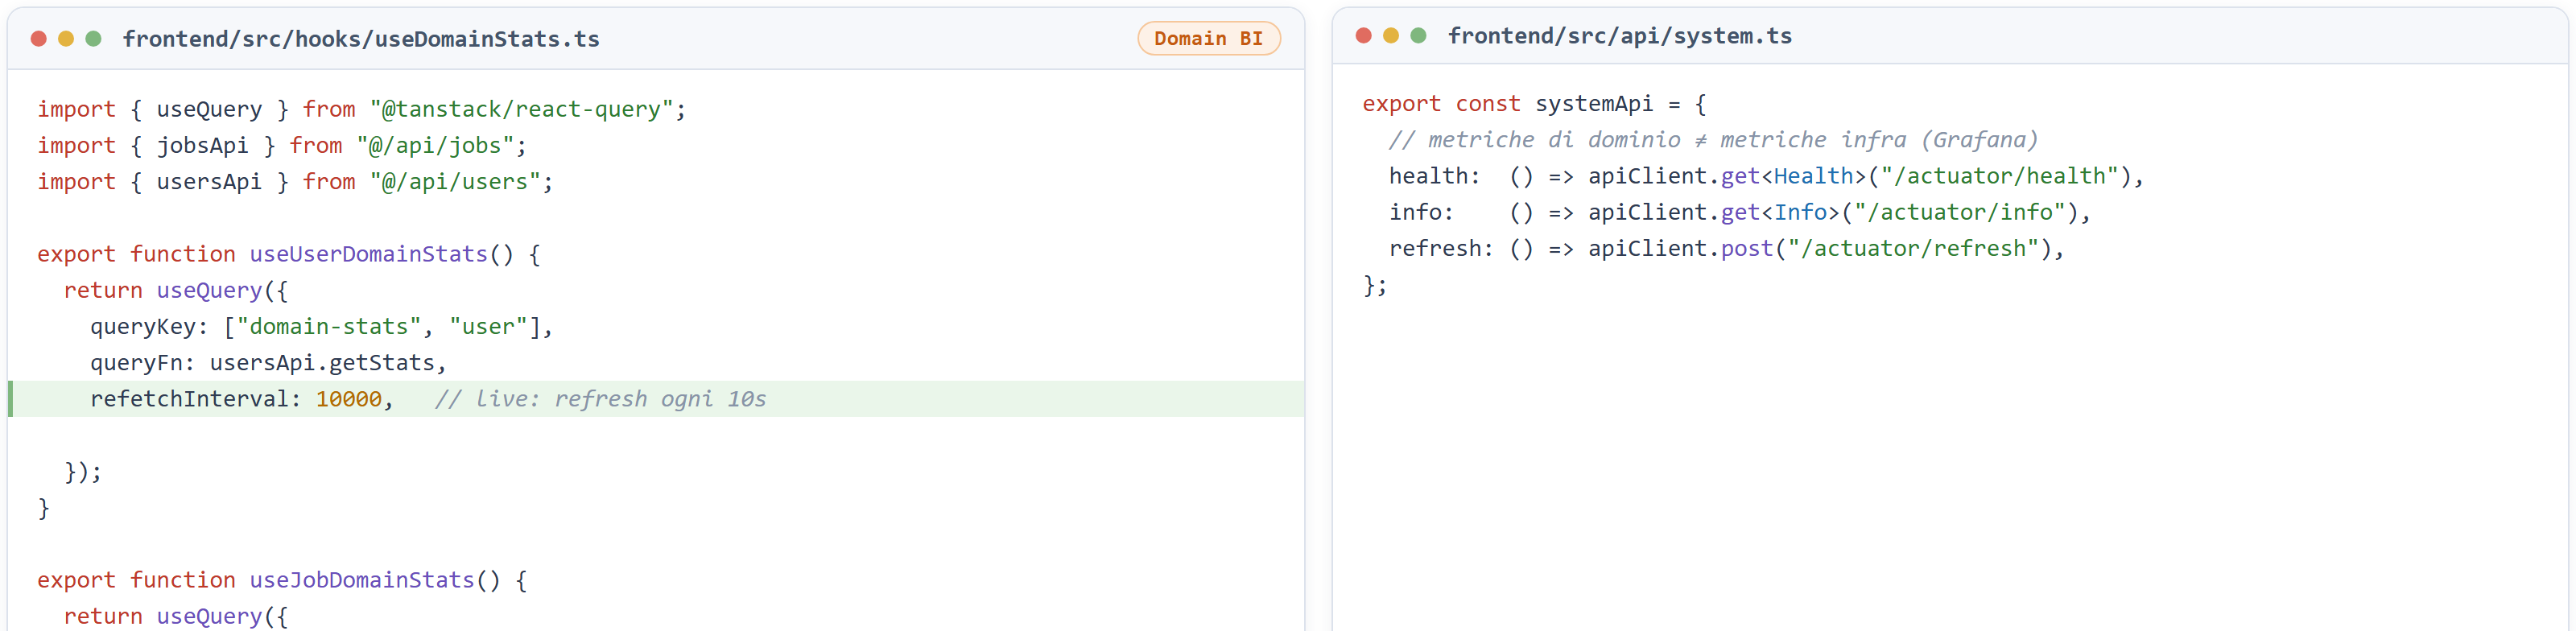 frontend/src/hooks/useDomainStats.ts
Domain BI
import { useQuery } from "@tanstack/react-query";
import { jobsApi } from "@/api/jobs";
import { usersApi } from "@/api/users";
export function useUserDomainStats() {
  return useQuery({
    queryKey: ["domain-stats", "user"],
    queryFn: usersApi.getStats,
    refetchInterval: 10000,   // live: refresh ogni 10s
  });
}
export function useJobDomainStats() {
  return useQuery({
frontend/src/api/system.ts
export const systemApi = {
  // metriche di dominio ≠ metriche infra (Grafana)
  health:  () => apiClient.get<Health>("/actuator/health"),
  info:    () => apiClient.get<Info>("/actuator/info"),
  refresh: () => apiClient.post("/actuator/refresh"),
};